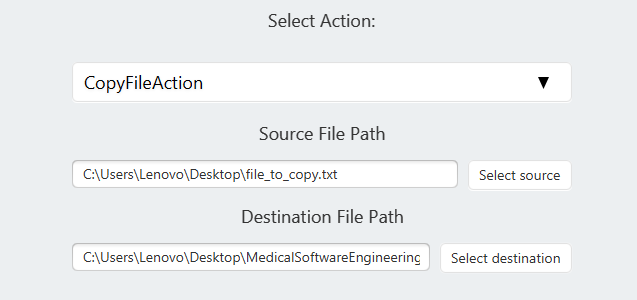 Select Action:
CopyFileAction
Source File Path
C:\Users\Lenovo\Desktop\file_to_copy.txt
Select source
Destination File Path
C:\Users\Lenovo\Desktop\MedicalSoftwareEngineering
Select destination